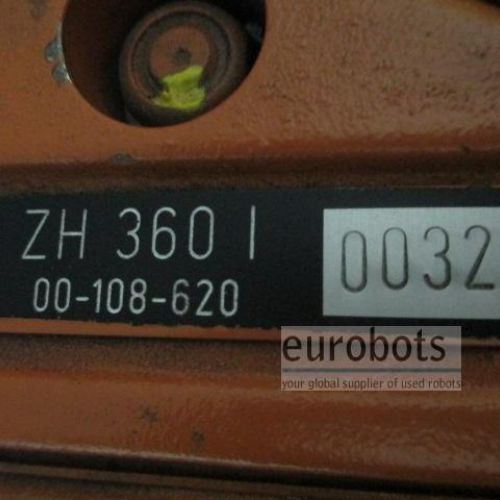 ZH 360 I
00-108-620
0032
eurobots
your global supplier of used robots